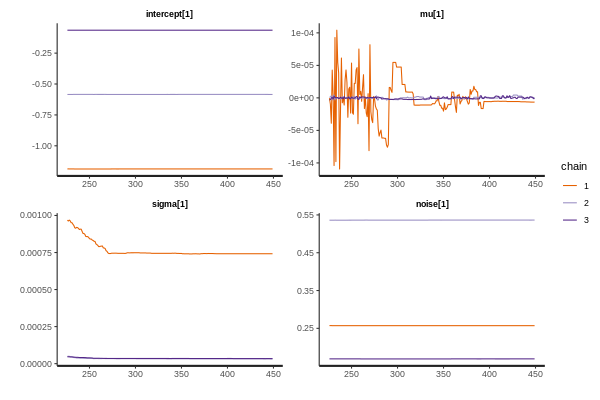 intercept[1]
-0.25
-0.50
-0.75
-1.00
250 300 350 400 450
mu[1]
1e-04
5e-05
0e+00
-5e-05
-1e-04
250 300 350 400 450
sigma[1]
0.00100
0.00075
0.00050
0.00025
0.00000
250 300 350 400 450
noise[1]
0.55
0.45
0.35
0.25
250 300 350 400 450
chain
1
2
3